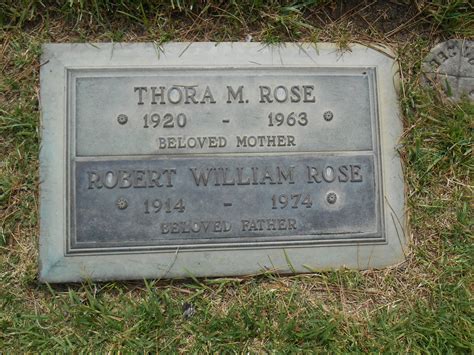 THORA M. ROSE
1920 - 1963
BELOVED MOTHER
ROBERT WILLIAM ROSE
1914 - 1974
BELOVED FATHER